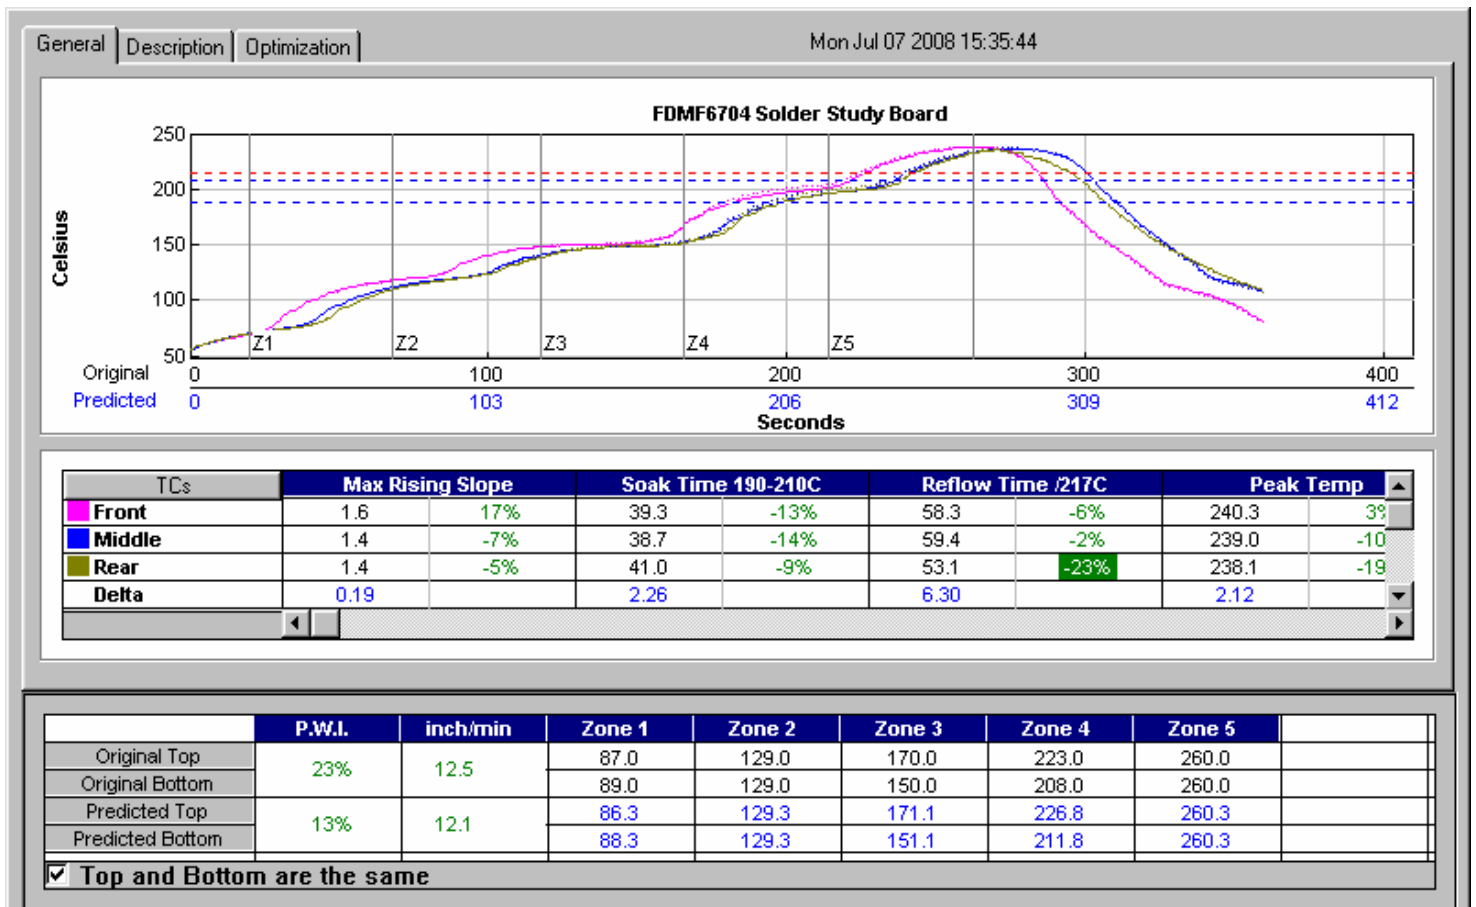 General Description Optimization Mon Jul 07 2008 15:35:44
FDMF6704 Solder Study Board
250
200
150
100
50
Celsius
Z1 Z2 Z3 Z4 Z5
Original 0 100 200 300 400
Predicted 0 103 206 309 412
Seconds
TCs Max Rising Slope Soak Time 190-210C Reflow Time /217C Peak Temp
Front 1.6 17% 39.3 -13% 58.3 -6% 240.3 3%
Middle 1.4 -7% 38.7 -14% 59.4 -2% 239.0 -10
Rear 1.4 -5% 41.0 -9% 53.1 -23% 238.1 -19
Delta 0.19 2.26 6.30 2.12
P.W.I. inch/min Zone 1 Zone 2 Zone 3 Zone 4 Zone 5
Original Top 23% 12.5 87.0 129.0 170.0 223.0 260.0
Original Bottom 89.0 129.0 150.0 208.0 260.0
Predicted Top 13% 12.1 86.3 129.3 171.1 226.8 260.3
Predicted Bottom 88.3 129.3 151.1 211.8 260.3
Top and Bottom are the same